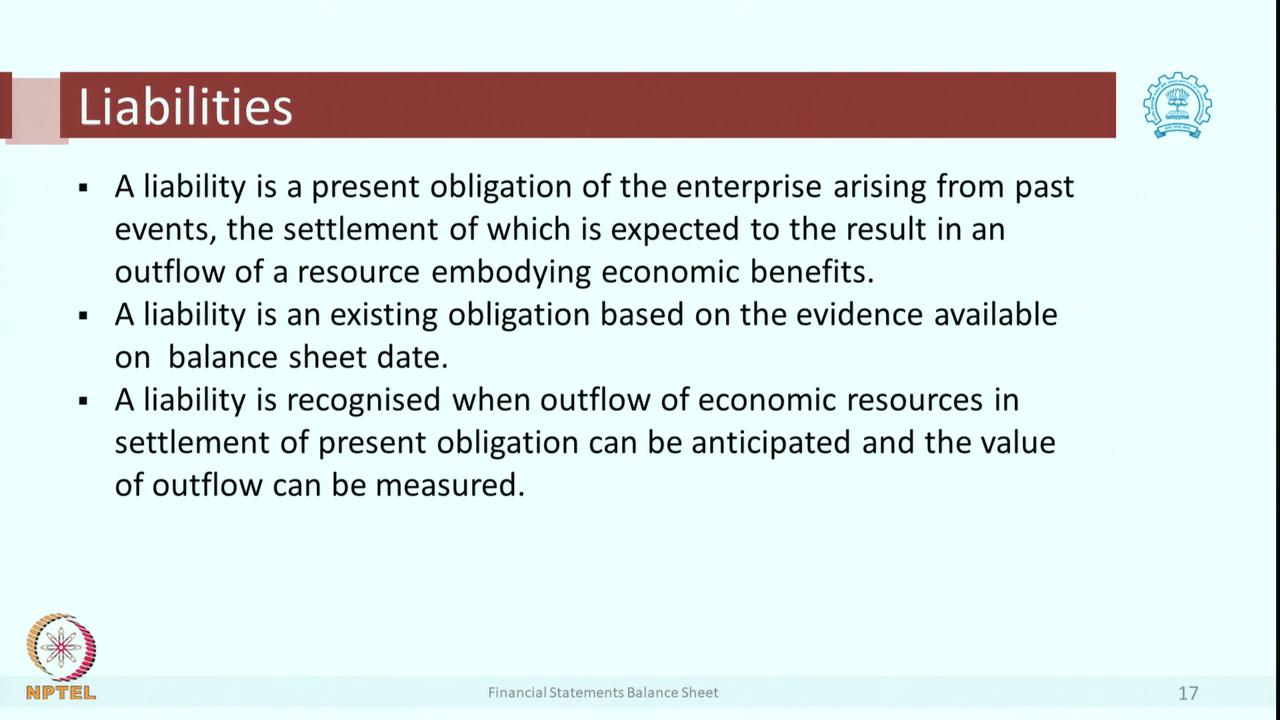 Liabilities
▪ A liability is a present obligation of the enterprise arising from past
events, the settlement of which is expected to the result in an
outflow of a resource embodying economic benefits.
▪ A liability is an existing obligation based on the evidence available
on balance sheet date.
▪ A liability is recognised when outflow of economic resources in
settlement of present obligation can be anticipated and the value
of outflow can be measured.
NPTEL
Financial Statements Balance Sheet
17